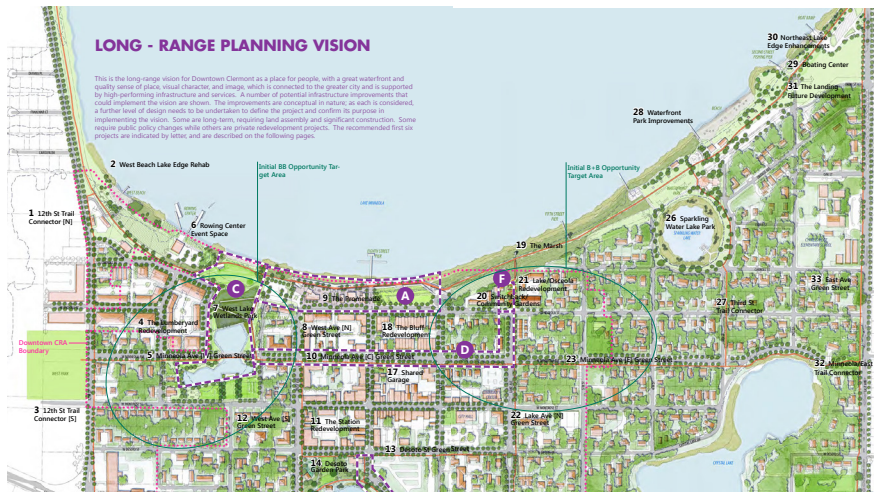 LONG - RANGE PLANNING VISION
This is the long-range vision for Downtown Clermont as a place for people, with a great waterfront and
quality sense of place, visual character, and image, which is connected to the greater city and is supported
by high-performing infrastructure and services. A number of potential infrastructure improvements that
could implement the vision are shown. The improvements are conceptual in nature; as each is considered,
a further level of design needs to be undertaken to define the project and confirm its purpose in
implementing the vision. Some are long-term, requiring land assembly and significant construction. Some
require public policy changes while others are private redevelopment projects. The recommended first six
projects are indicated by letter, and are described on the following pages.
30 Northeast Lake
Edge Enhancements
29 Boating Center
31 The Landing
Future Development
28 Waterfront
Park Improvements
2 West Beach Lake Edge Rehab
Initial BB Opportunity Tar-
get Area
Initial B+B Opportunity
Target Area
1 12th St Trail
Connector [N]
6 Rowing Center
Event Space
26 Sparkling
Water Lake Park
SPARKLING WATER
LAKE
WEST BEACH
19 The Marsh
F
21 Lake/Osceola
Redevelopment
33 East Ave
Green Street
C
9 The Promenade
A
20 Switchback/
Community Gardens
7 West Lake
Wetlands Park
27 Third St
Trail Connector
4 The Lumberyard
Redevelopment
8 West Ave [N]
Green Street
18 The Bluff
Redevelopment
Downtown CRA
Boundary
5 Minneola Ave [W] Green Street
10 Minneola Ave [C] Green Street
D
23 Minneola Ave [E] Green Street
32 Minneola/East
Trail Connector
WEST PARK
17 Shared
Garage
3 12th St Trail
Connector [S]
12 West Ave [S]
Green Street
11 The Station
Redevelopment
22 Lake Ave [N]
Green Street
13 Desoto St Green Street
14 Desoto
Garden Park